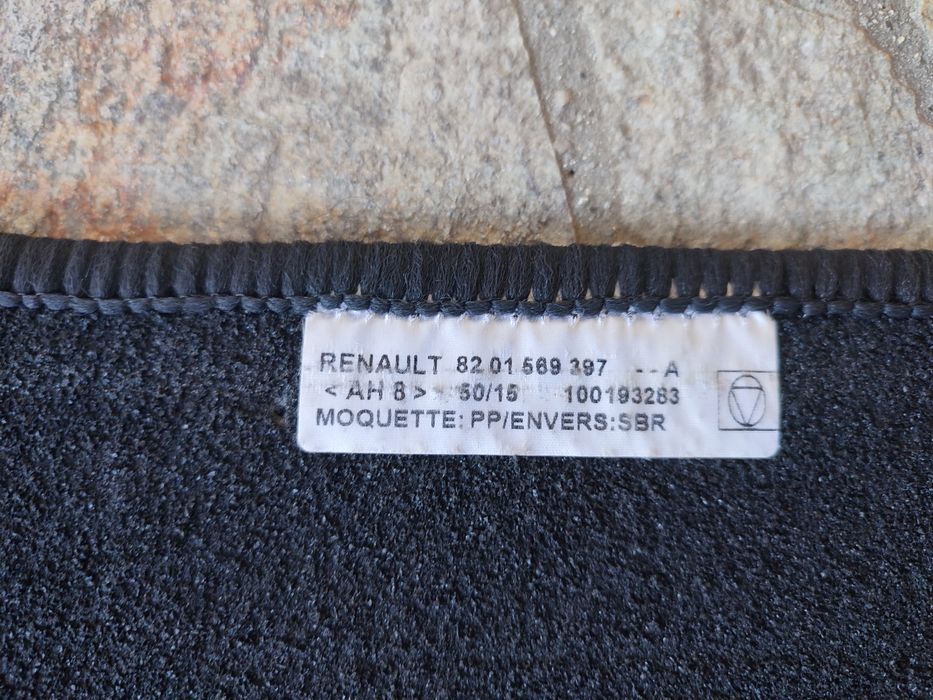 RENAULT 82 01 569 397 -- A
< AH 8 > 50/15 100193283
MOQUETTE: PP/ENVERS:SBR